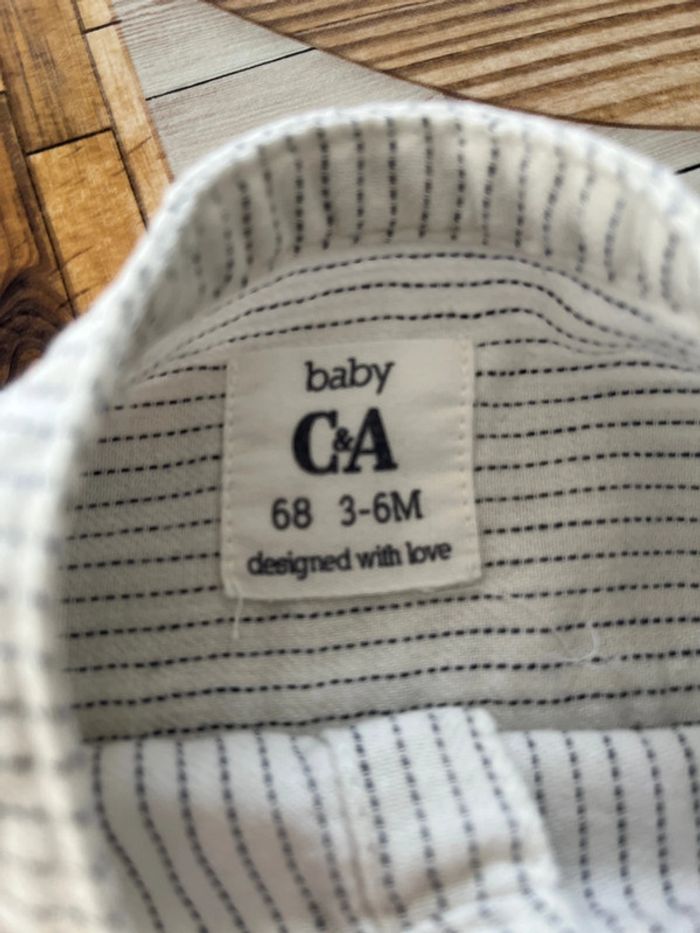 baby
C&A
68 3-6M
designed with love